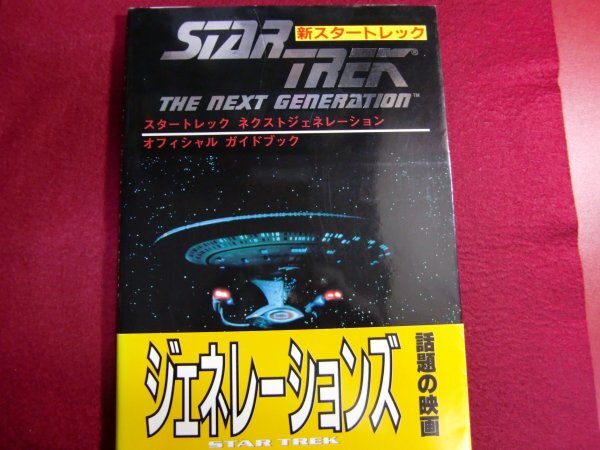 STAR TREK®
新スタートレック
THE NEXT GENERATION™
スタートレック ネクストジェネレーション
オフィシャル ガイドブック
ジェネレーションズ
STAR TREK
話題の映画